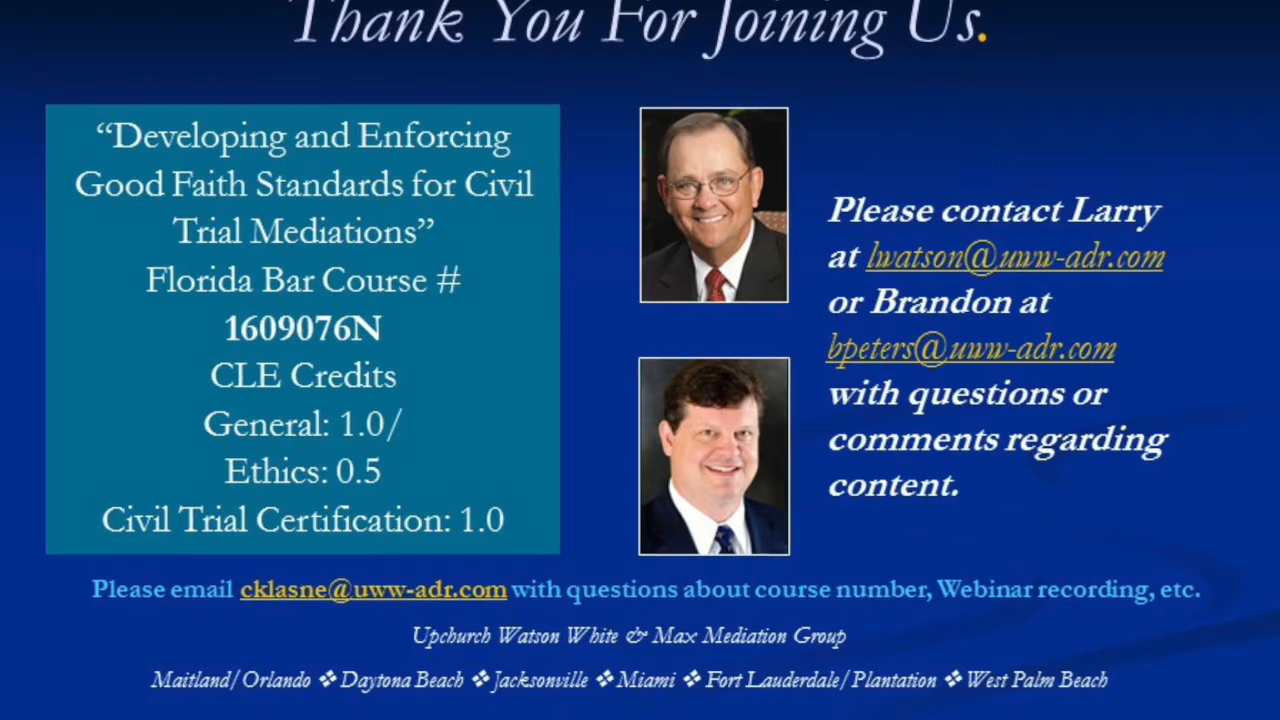 Thank You For Joining Us.
“Developing and Enforcing
Good Faith Standards for Civil
Trial Mediations”
Florida Bar Course #
1609076N
CLE Credits
General: 1.0/
Ethics: 0.5
Civil Trial Certification: 1.0
Please contact Larry
at lwatson@uww-adr.com
or Brandon at
bpeters@uww-adr.com
with questions or
comments regarding
content.
Please email cklasne@uww-adr.com with questions about course number, Webinar recording, etc.
Upchurch Watson White & Max Mediation Group
Maitland/Orlando ❖ Daytona Beach ❖ Jacksonville ❖ Miami ❖ Fort Lauderdale/Plantation ❖ West Palm Beach